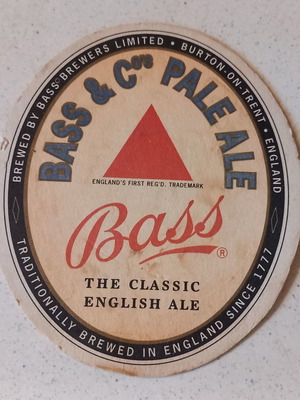 BREWED BY BASS BREWERS LIMITED • BURTON-ON-TRENT • ENGLAND
BASS & Co's PALE ALE
ENGLAND'S FIRST REG'D. TRADEMARK
Bass ®
THE CLASSIC
ENGLISH ALE
TRADITIONALLY BREWED IN ENGLAND SINCE 1777